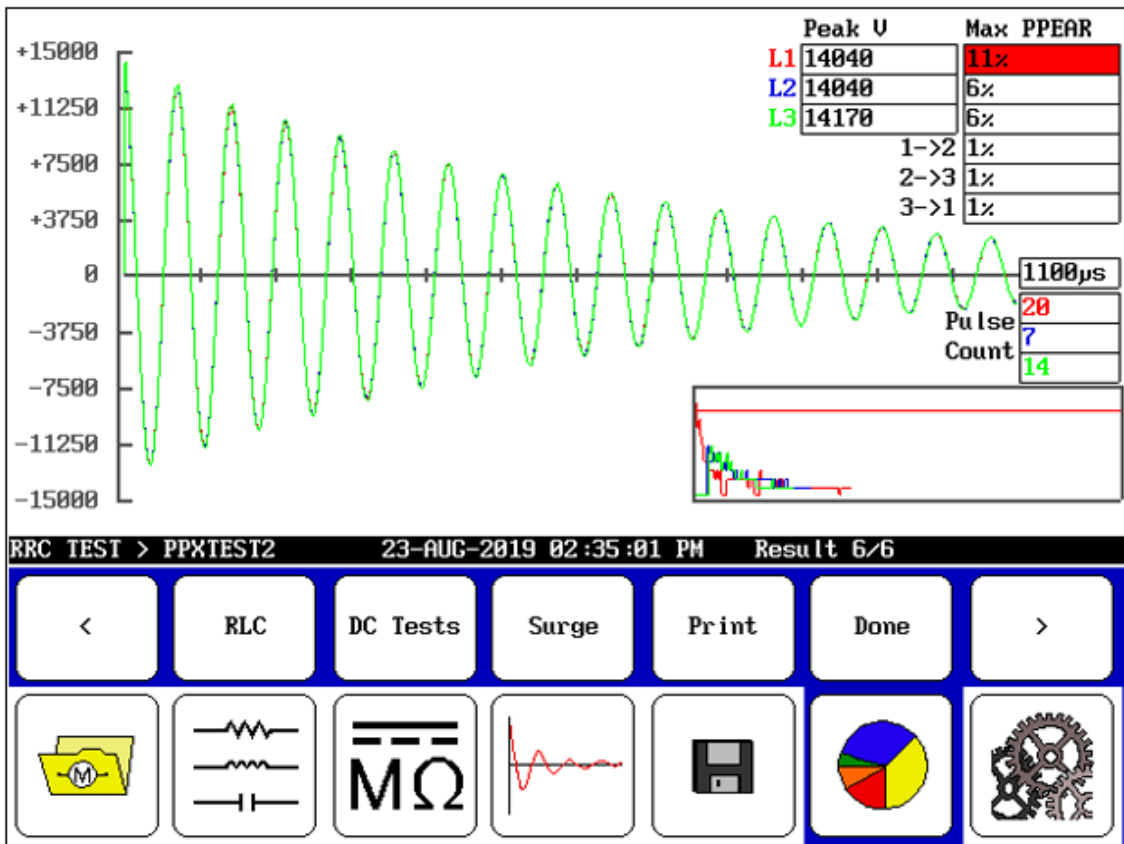 Peak V Max PPEAR
+15000
L1 14040 11%
L2 14040 6%
+11250
L3 14170 6%
1->2 1%
+7500
2->3 1%
3->1 1%
+3750
0
1100µs
20
Pulse
-3750
7
Count
14
-7500
-11250
-15000
RRC TEST > PPXTEST2 23-AUG-2019 02:35:01 PM Result 6/6
< RLC DC Tests Surge Print Done >
M MΩ